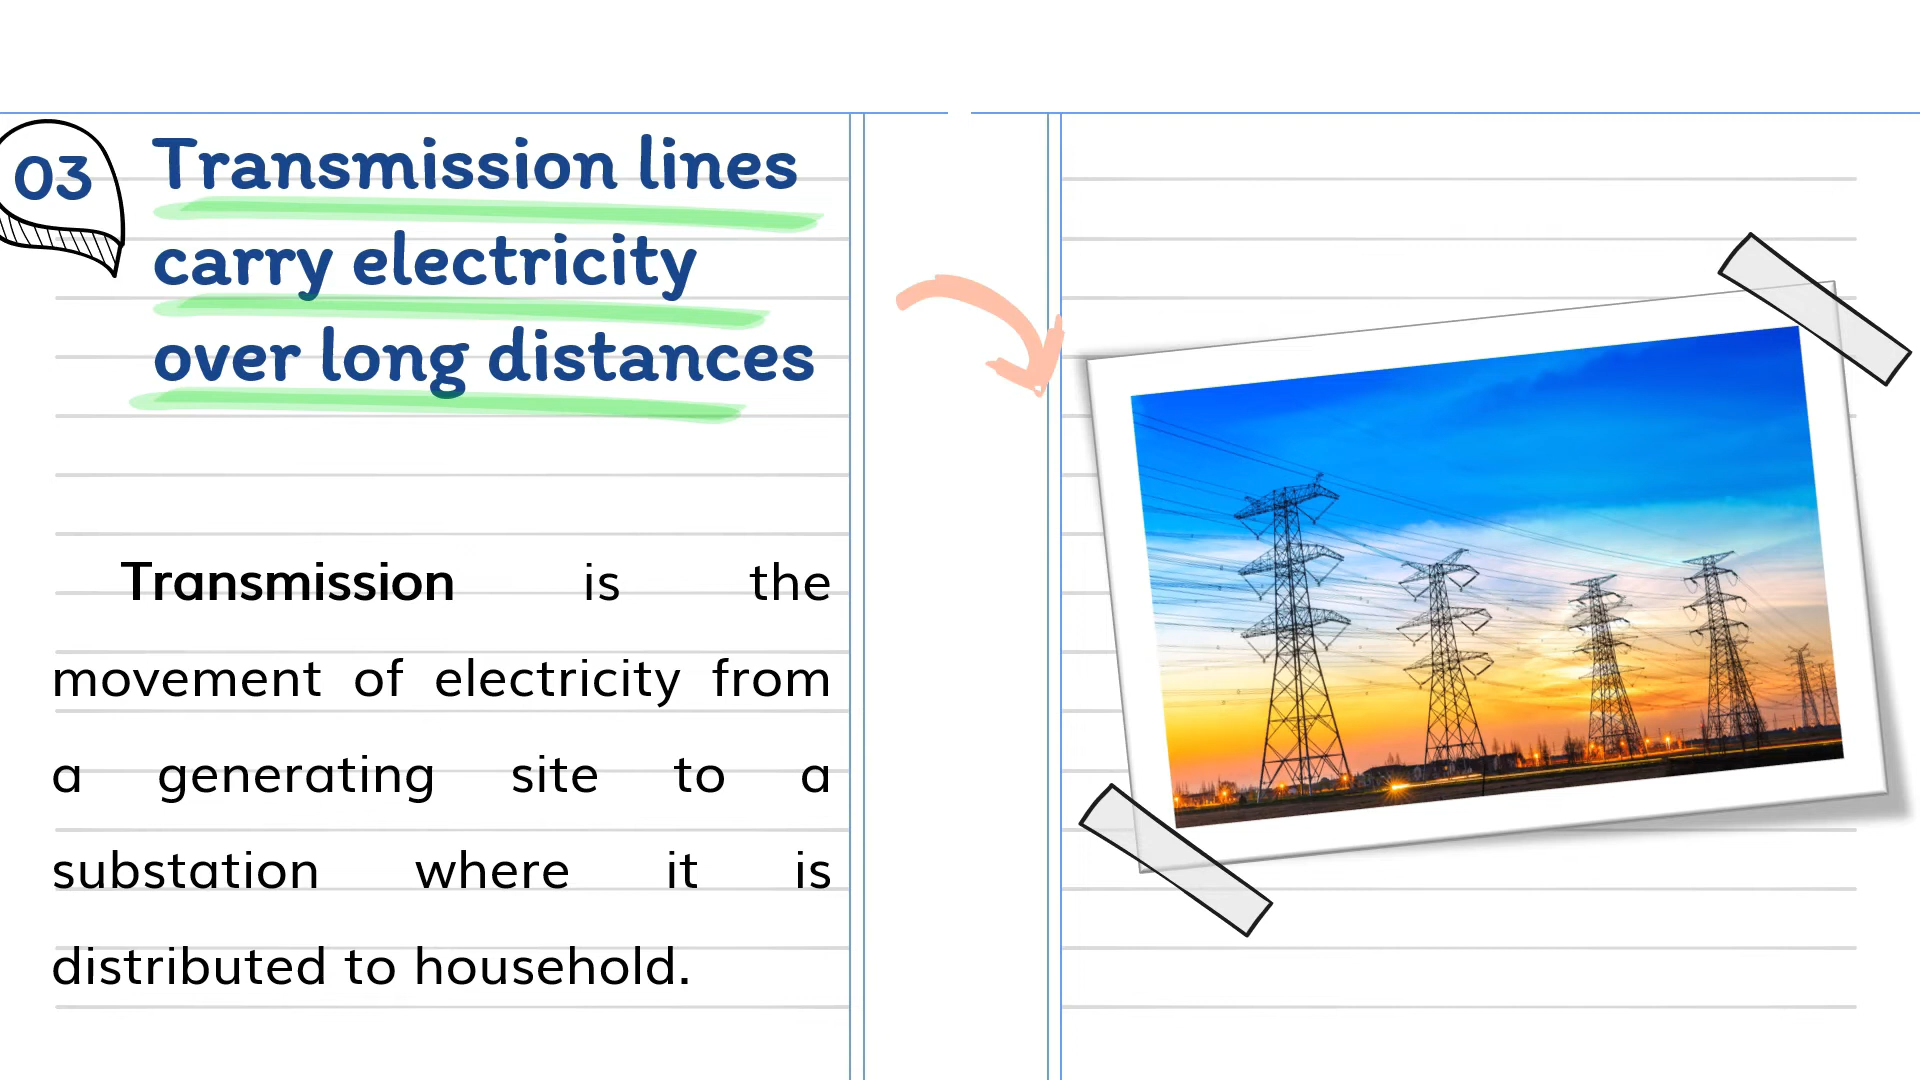 03
Transmission lines
carry electricity
over long distances
Transmission is the
movement of electricity from
a generating site to a
substation where it is
distributed to household.